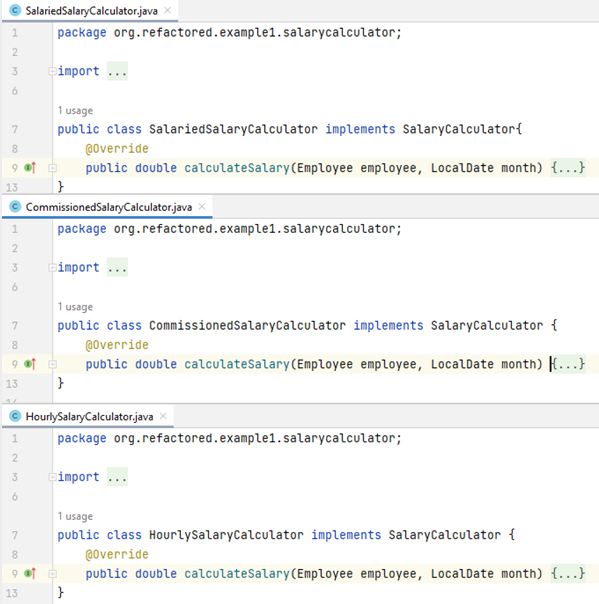 SalariedSalaryCalculator.java
1 package org.refactored.example1.salarycalculator;
2
3 import ...
6
1 usage
7 public class SalariedSalaryCalculator implements SalaryCalculator{
8 @Override
9 public double calculateSalary(Employee employee, LocalDate month) {...}
13 }
CommissionedSalaryCalculator.java
1 package org.refactored.example1.salarycalculator;
2
3 import ...
6
1 usage
7 public class CommissionedSalaryCalculator implements SalaryCalculator {
8 @Override
9 public double calculateSalary(Employee employee, LocalDate month) {...}
13 }
HourlySalaryCalculator.java
1 package org.refactored.example1.salarycalculator;
2
3 import ...
6
1 usage
7 public class HourlySalaryCalculator implements SalaryCalculator {
8 @Override
9 public double calculateSalary(Employee employee, LocalDate month) {...}
13 }